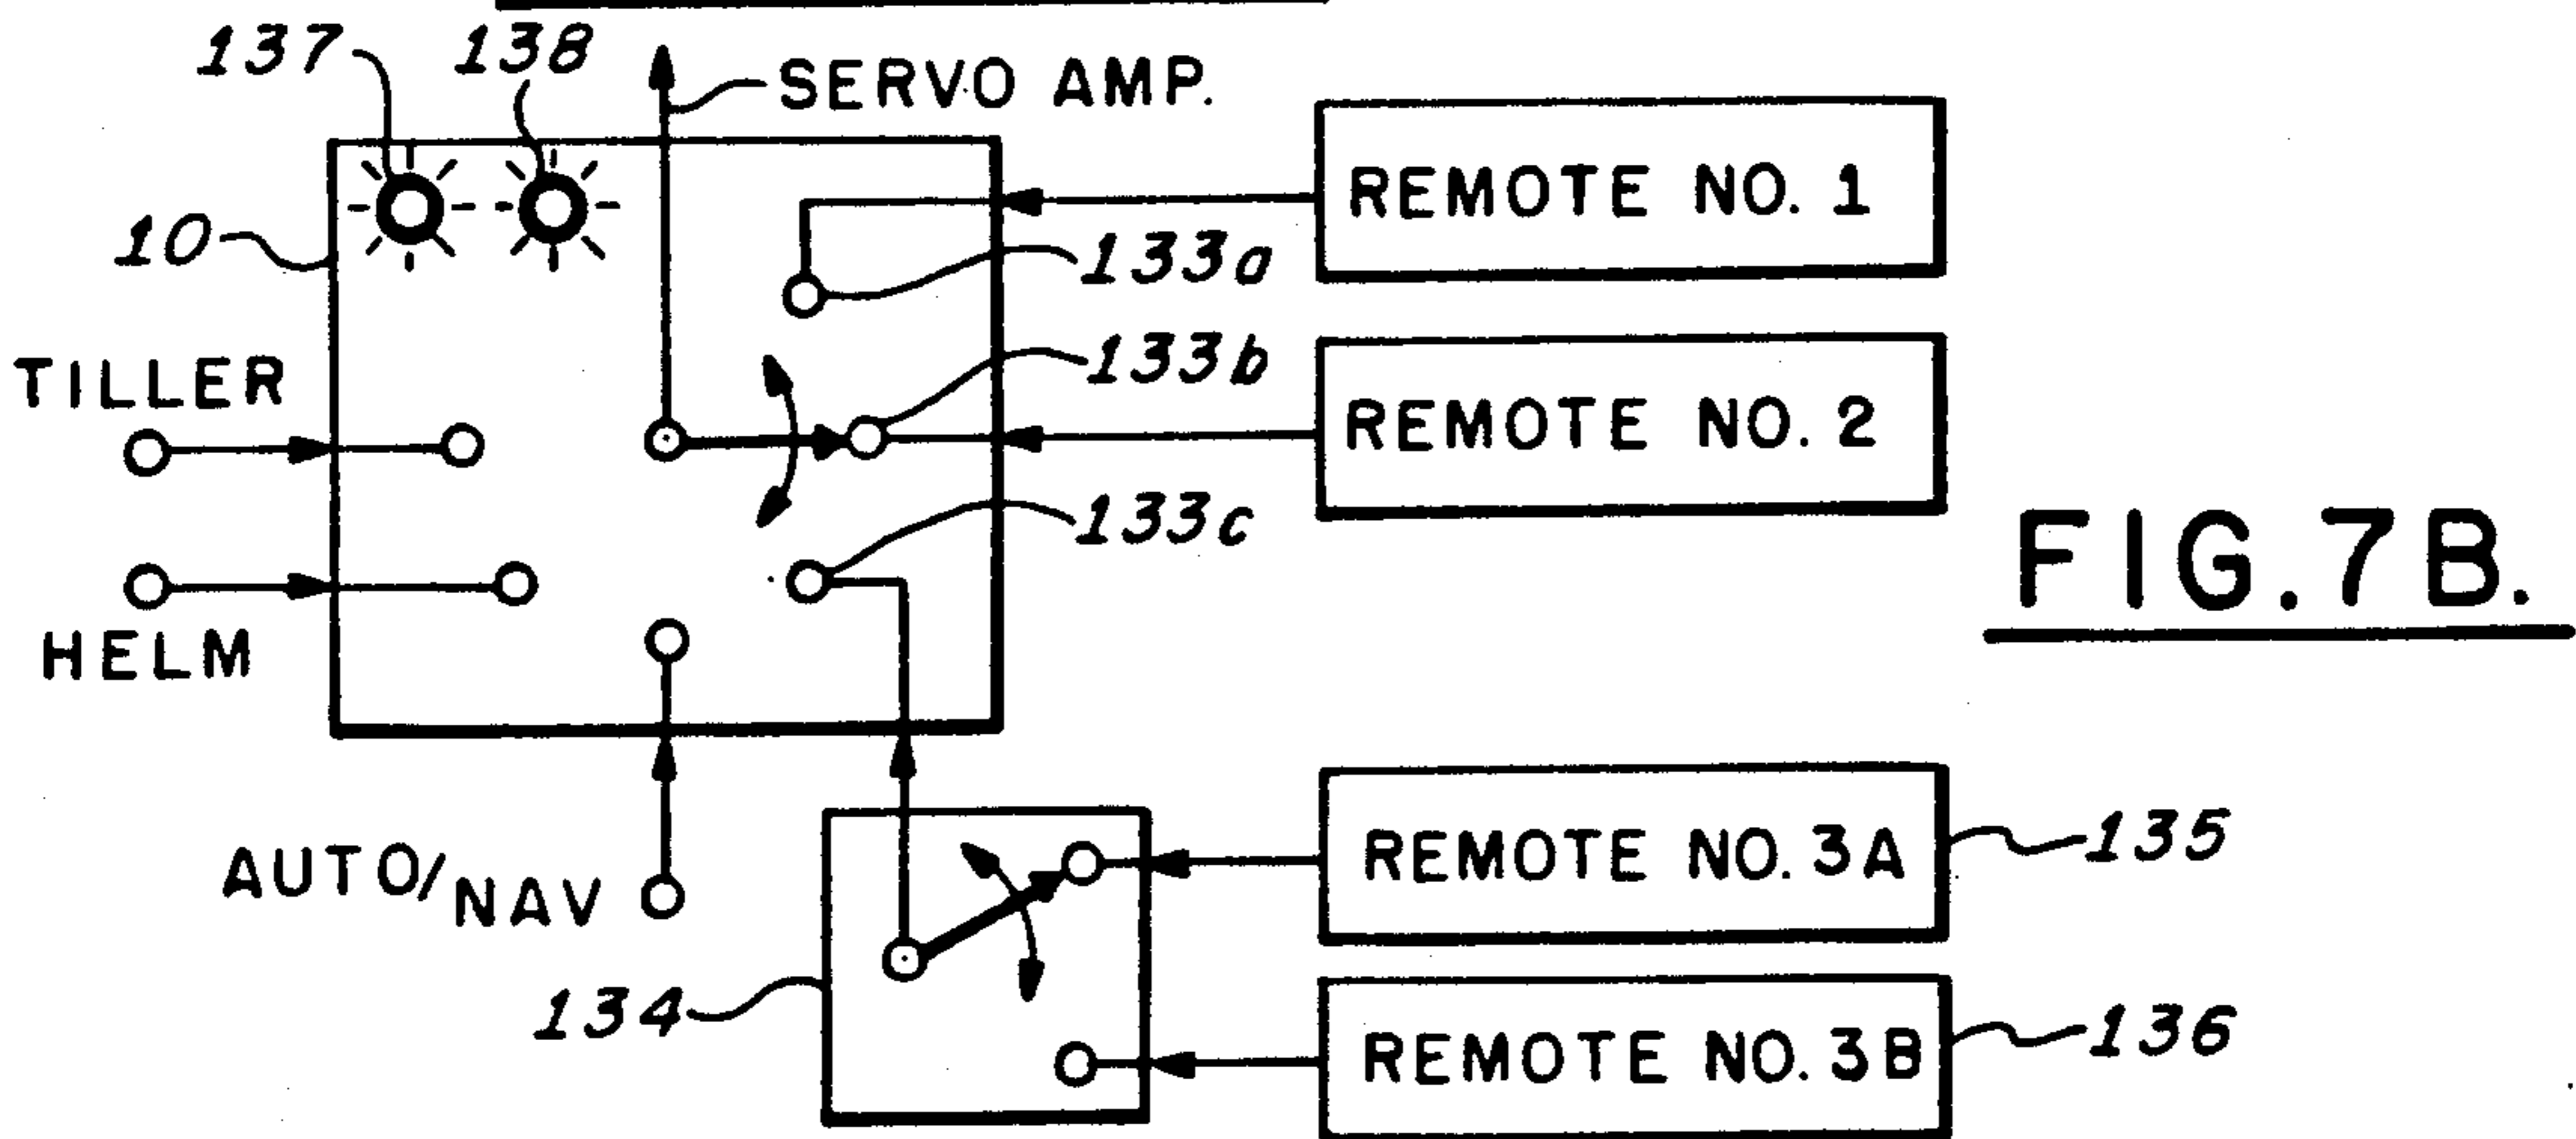 137
138
SERVO AMP.
REMOTE NO. 1
10
133a
133b
TILLER
REMOTE NO. 2
133c
FIG. 7B.
HELM
AUTO/NAV
REMOTE NO. 3A
135
134
REMOTE NO. 3B
136